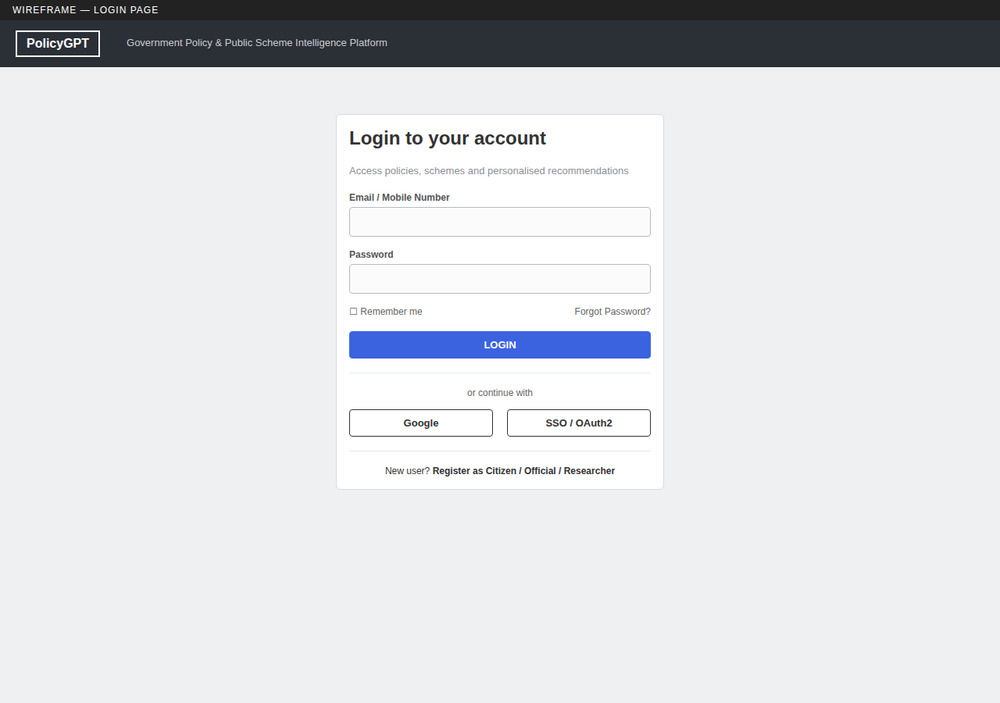 WIREFRAME — LOGIN PAGE
PolicyGPT
Government Policy & Public Scheme Intelligence Platform
Login to your account
Access policies, schemes and personalised recommendations
Email / Mobile Number
Password
☐ Remember me
Forgot Password?
LOGIN
or continue with
Google
SSO / OAuth2
New user? Register as Citizen / Official / Researcher